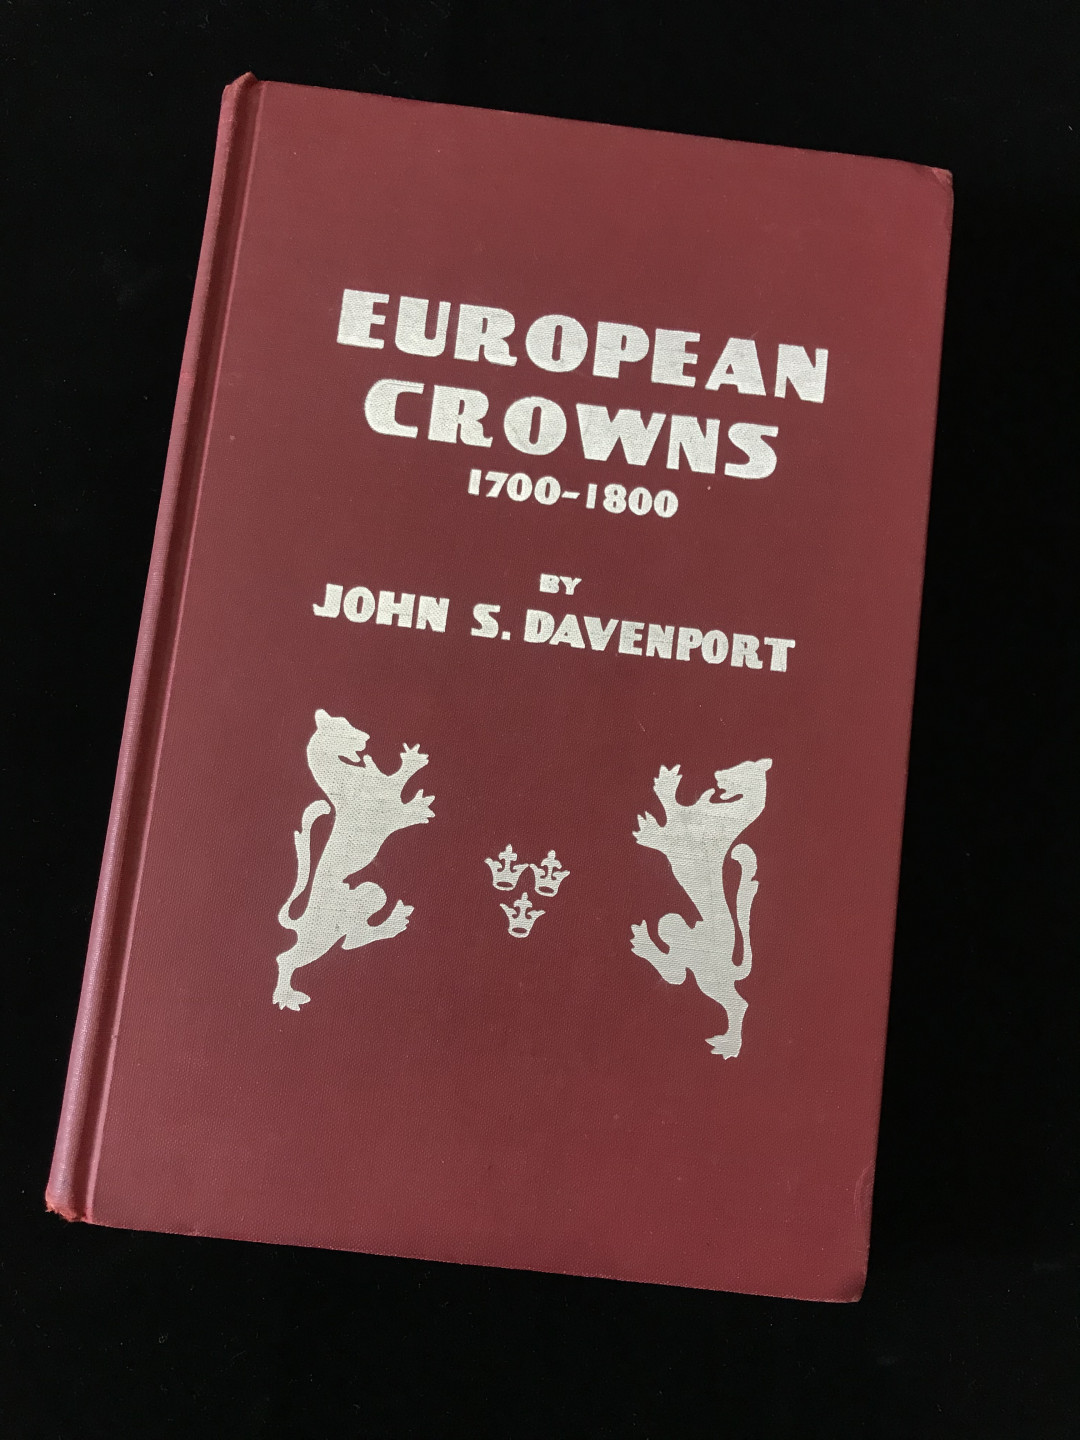 EUROPEAN
CROWNS
1700-1800
BY
JOHN S. DAVENPORT